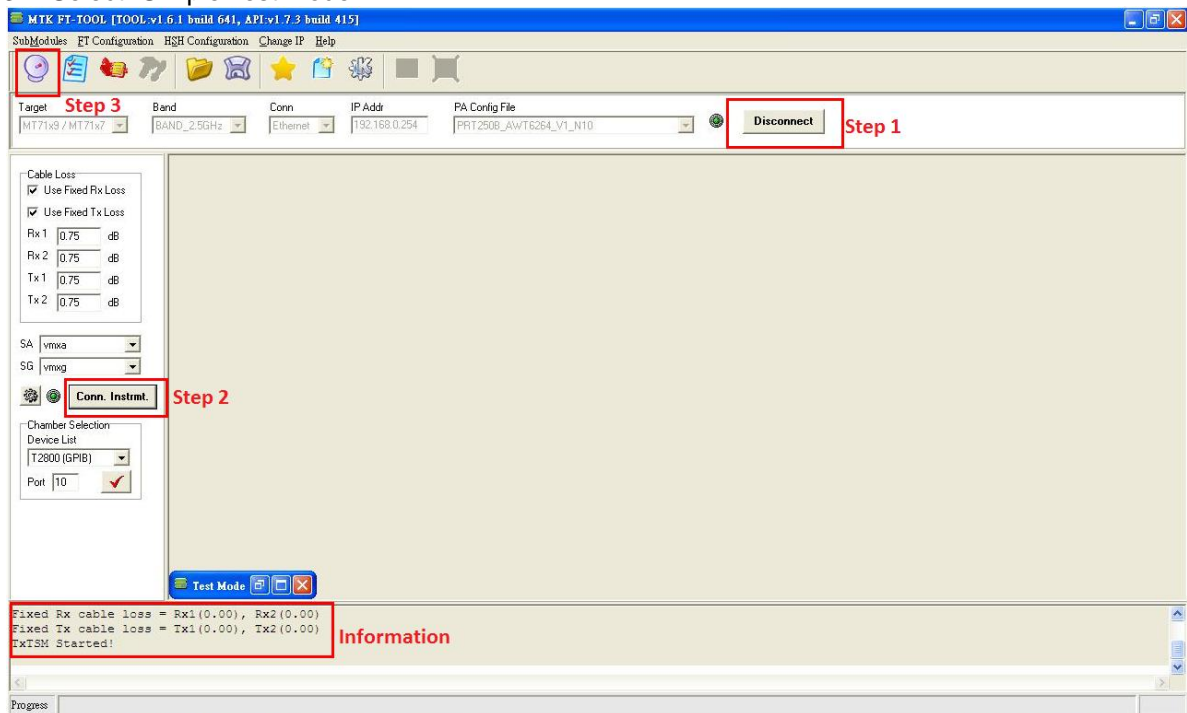 MTK FT-TOOL [TOOL:v1.6.1 build 641, API:v1.7.3 build 415]
SubModules FT Configuration HSH Configuration Change IP Help
Step 3
Target Band Conn IP Addr PA Config File
MT71x9 / MT71x7 BAND_2.5GHz Ethernet 192.168.0.254 PRT2508_AWT6264_V1_N10 Disconnect Step 1
Cable Loss
Use Fixed Rx Loss
Use Fixed Tx Loss
Rx 1 0.75 dB
Rx 2 0.75 dB
Tx 1 0.75 dB
Tx 2 0.75 dB
SA vmxa
SG vmxg
Conn. Instrmt. Step 2
Chamber Selection
Device List
T2800 (GPIB)
Port 10
Test Mode
Fixed Rx cable loss = Rx1(0.00), Rx2(0.00)
Fixed Tx cable loss = Tx1(0.00), Tx2(0.00)
TxTSM Started!
Information
Progress